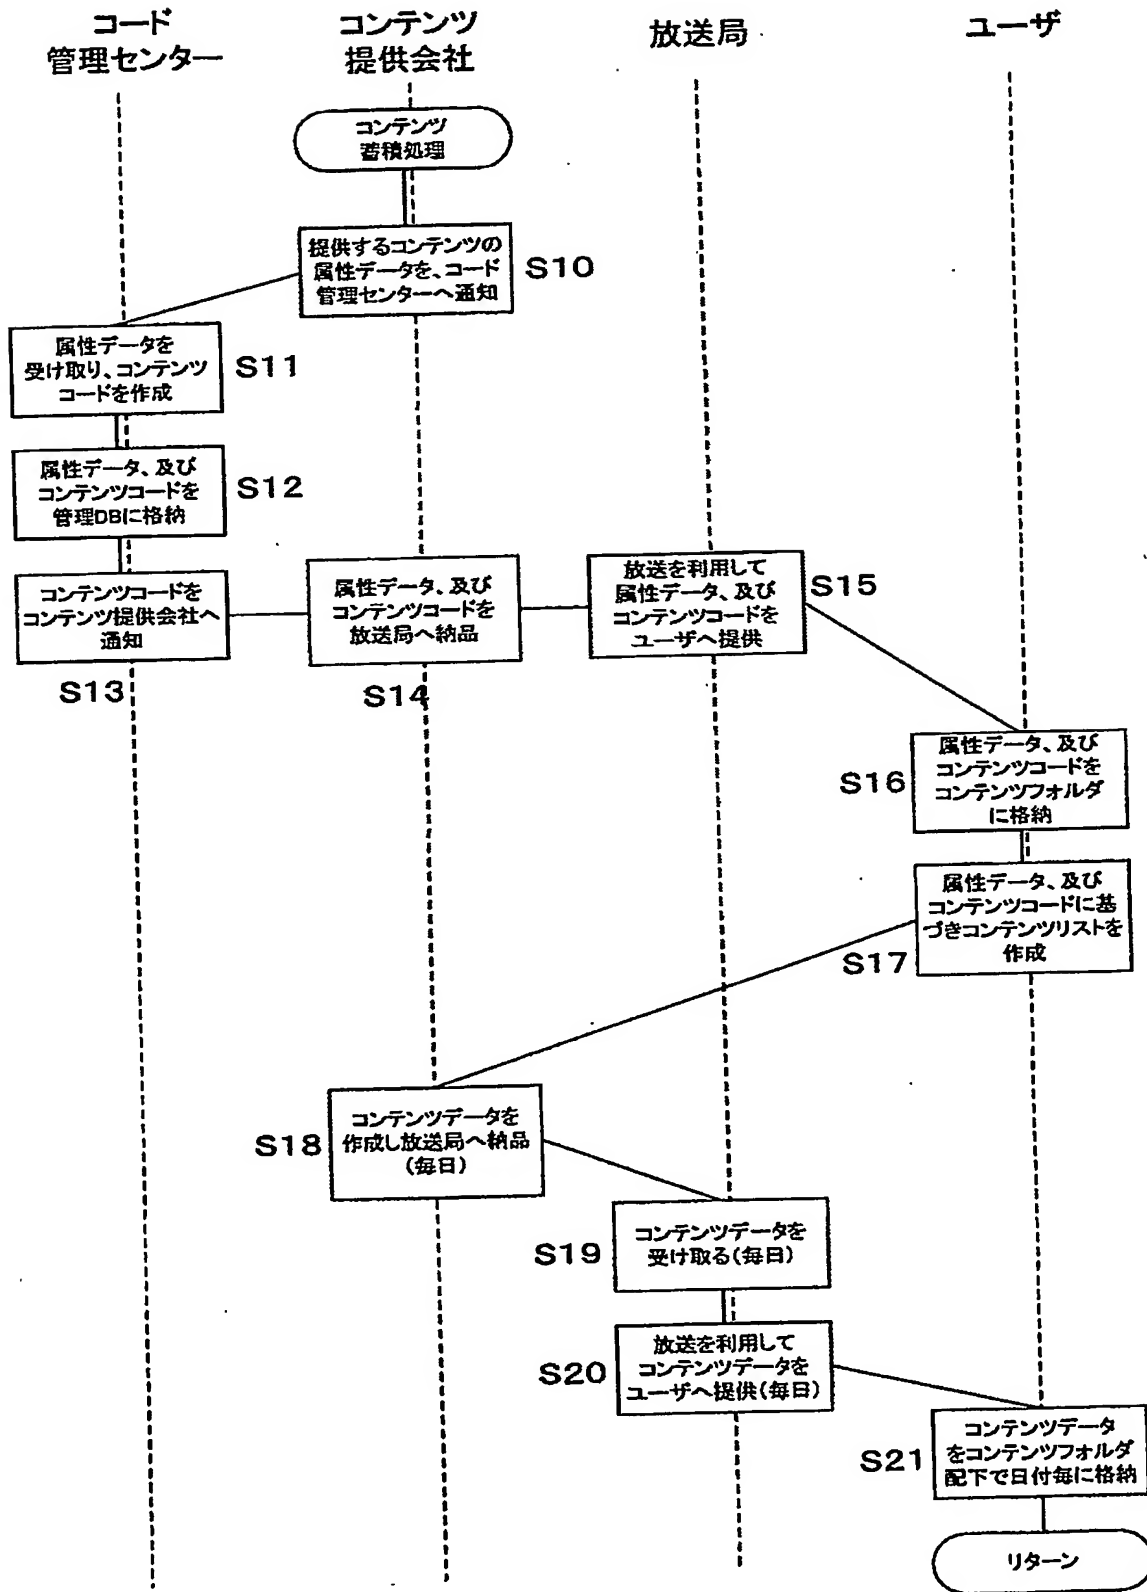 コード
管理センター
コンテンツ
提供会社
放送局
ユーザ
コンテンツ
蓄積処理
提供するコンテンツの
属性データを、コード
管理センターへ通知
S10
属性データを
受け取り、コンテンツ
コードを作成
S11
属性データ、及び
コンテンツコードを
管理DBに格納
S12
コンテンツコードを
コンテンツ提供会社へ
通知
S13
属性データ、及び
コンテンツコードを
放送局へ納品
S14
放送を利用して
属性データ、及び
コンテンツコードを
ユーザへ提供
S15
属性データ、及び
コンテンツコードを
コンテンツフォルダ
に格納
S16
属性データ、及び
コンテンツコードに基
づきコンテンツリストを
作成
S17
コンテンツデータを
作成し放送局へ納品
(毎日)
S18
コンテンツデータを
受け取る(毎日)
S19
放送を利用して
コンテンツデータを
ユーザへ提供(毎日)
S20
コンテンツデータ
をコンテンツフォルダ
配下で日付毎に格納
S21
リターン